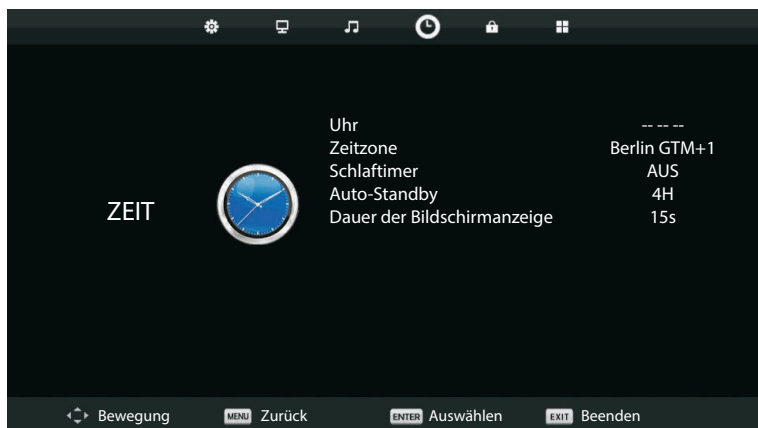 Uhr -- -- --
Zeitzone Berlin GTM+1
Schlaftimer AUS
Auto-Standby 4H
ZEIT
Dauer der Bildschirmanzeige 15s
Bewegung MENU Zurück ENTER Auswählen EXIT Beenden